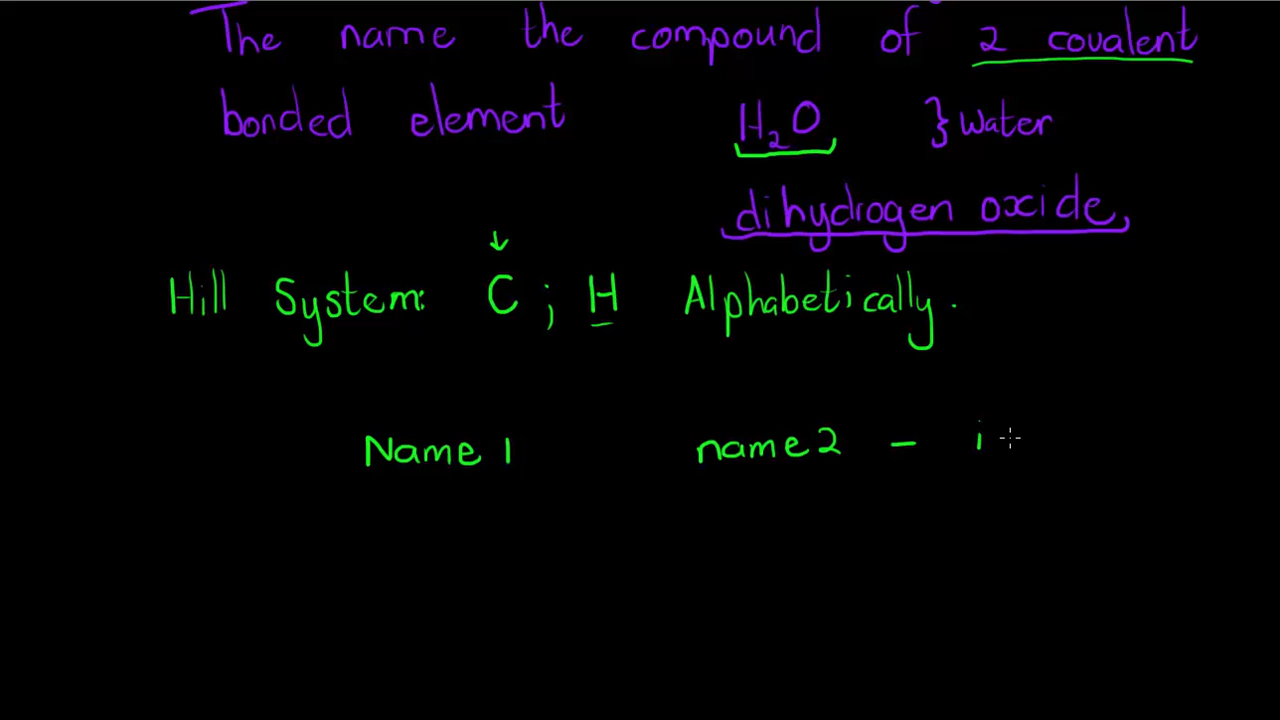 The name the compound of 2 covalent
bonded element H₂O } Water
dihydrogen oxide,
Hill System: C ; H Alphabetically.
Name 1 name 2 - i